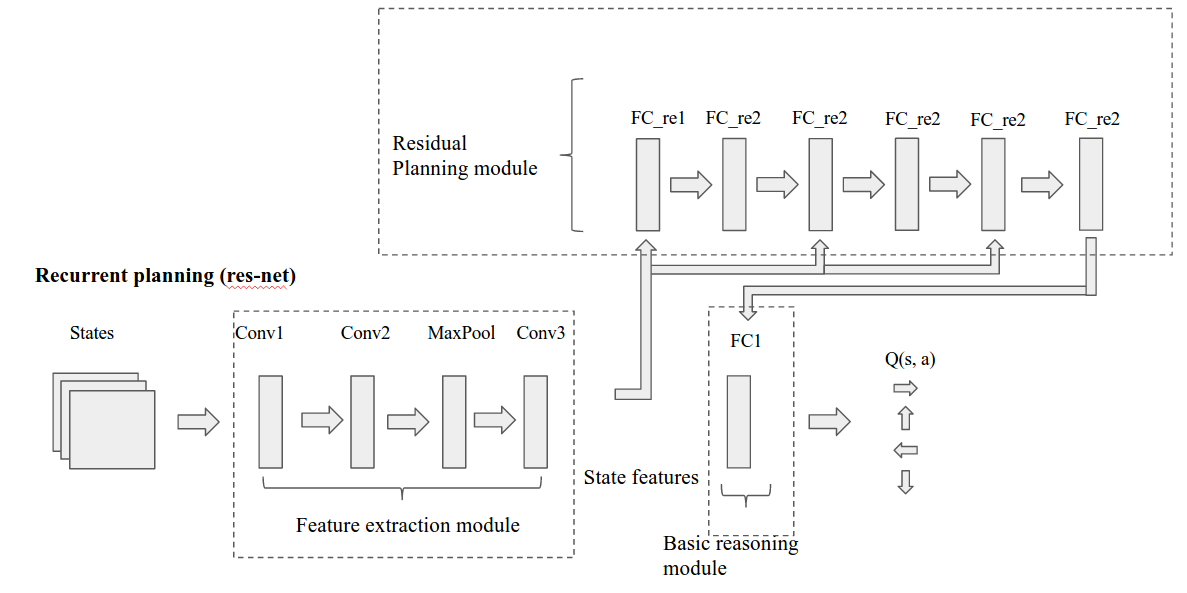 FC_re1 FC_re2 FC_re2 FC_re2 FC_re2 FC_re2
Residual
Planning module
Recurrent planning (res-net)
States
Conv1 Conv2 MaxPool Conv3
FC1
Q(s, a)
State features
Feature extraction module
Basic reasoning
module